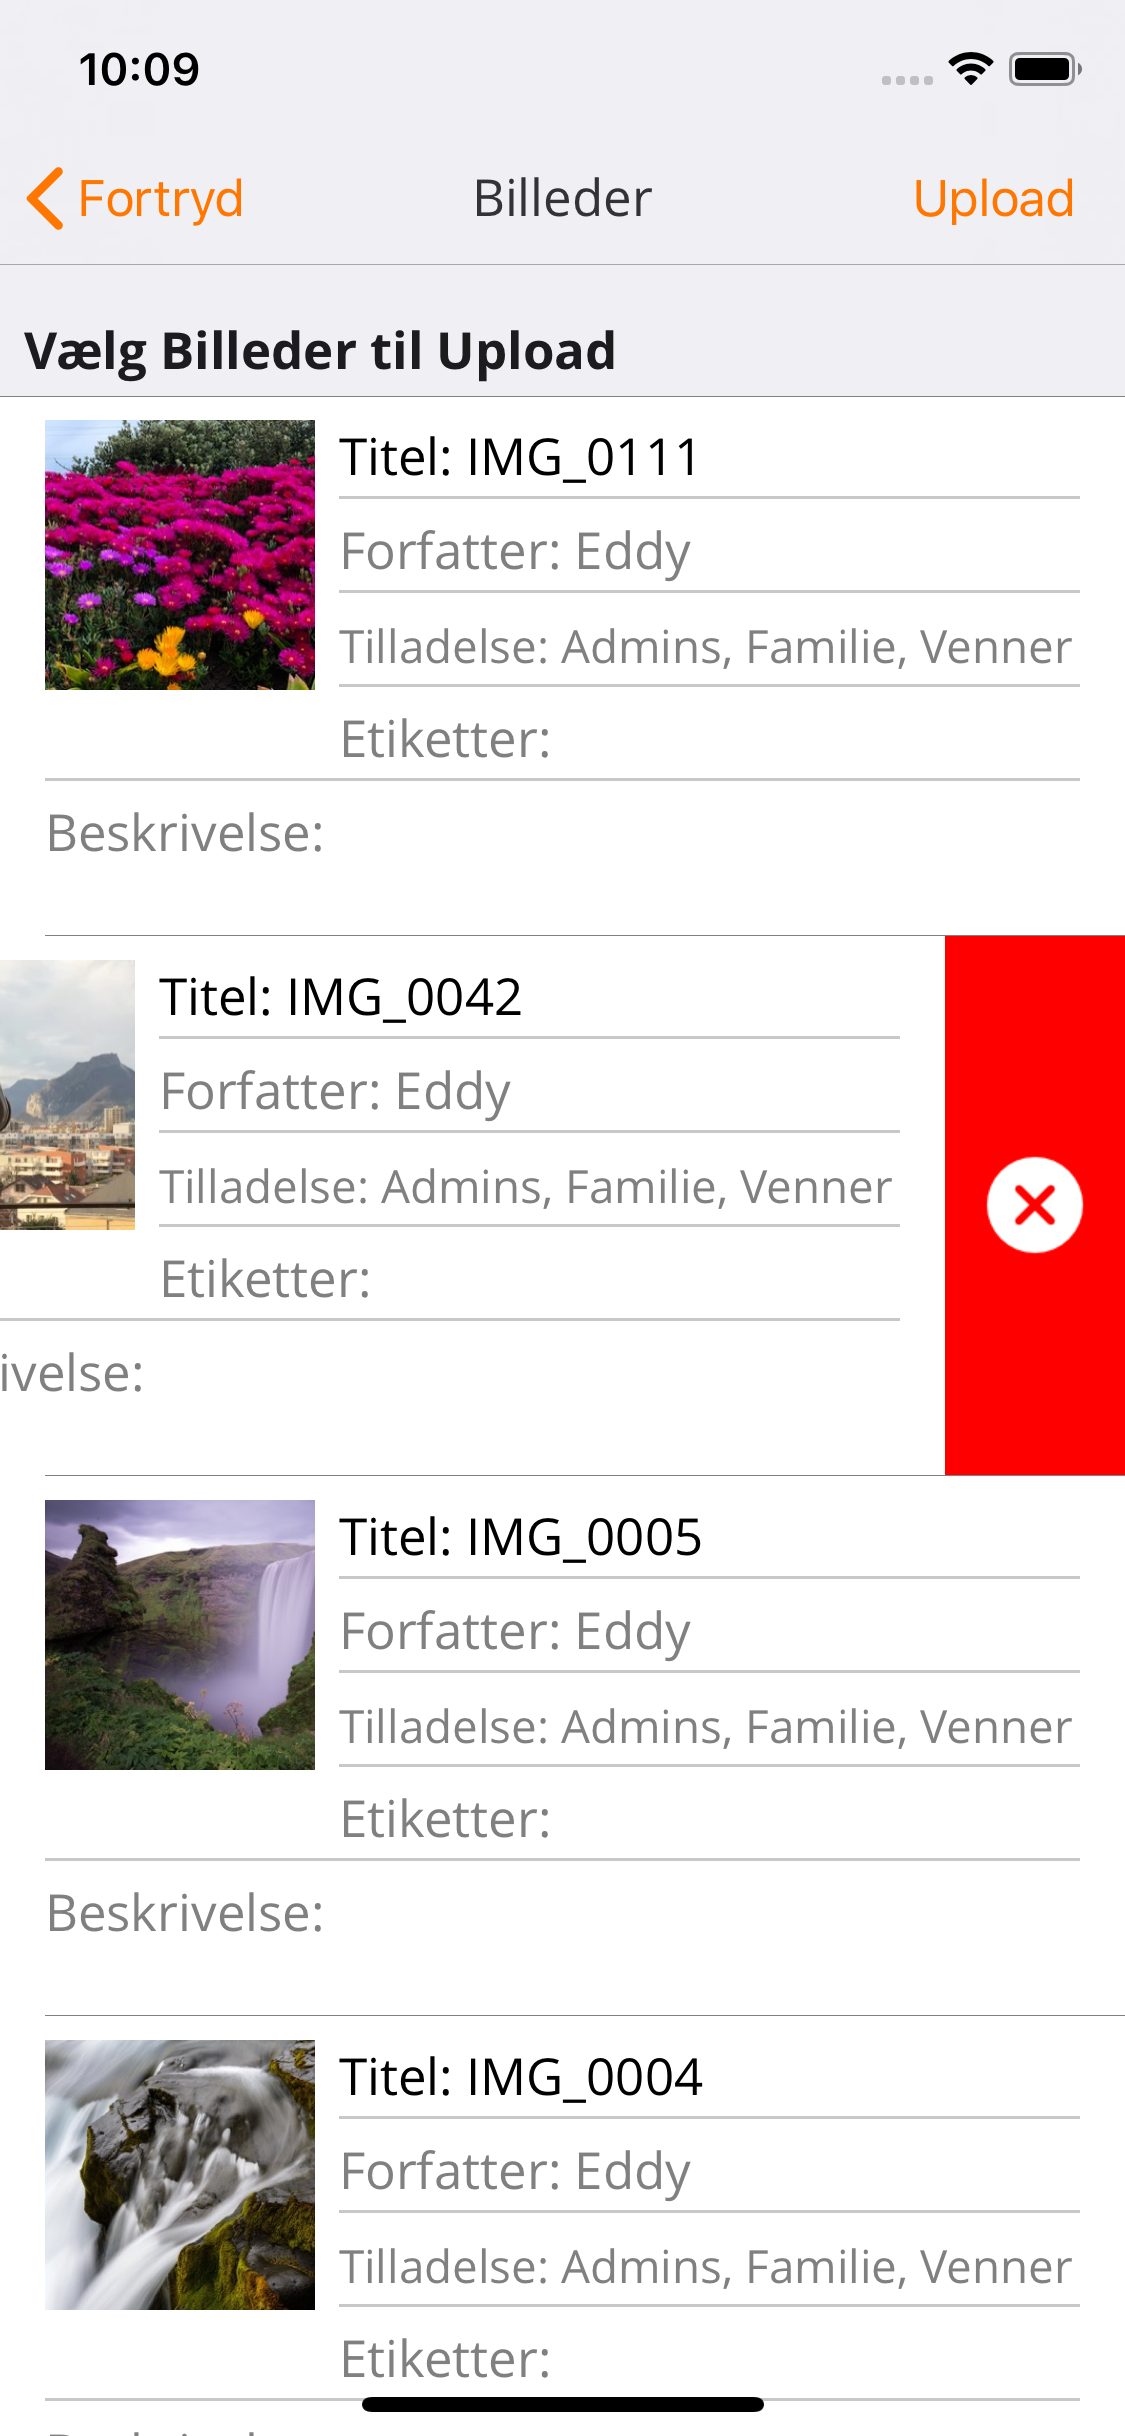 10:09
Fortryd
Billeder
Upload
Vælg Billeder til Upload
Titel: IMG_0111
Forfatter: Eddy
Tilladelse: Admins, Familie, Venner
Etiketter:
Beskrivelse:
Titel: IMG_0042
Forfatter: Eddy
Tilladelse: Admins, Familie, Venner
Etiketter:
ivelse:
Titel: IMG_0005
Forfatter: Eddy
Tilladelse: Admins, Familie, Venner
Etiketter:
Beskrivelse:
Titel: IMG_0004
Forfatter: Eddy
Tilladelse: Admins, Familie, Venner
Etiketter: